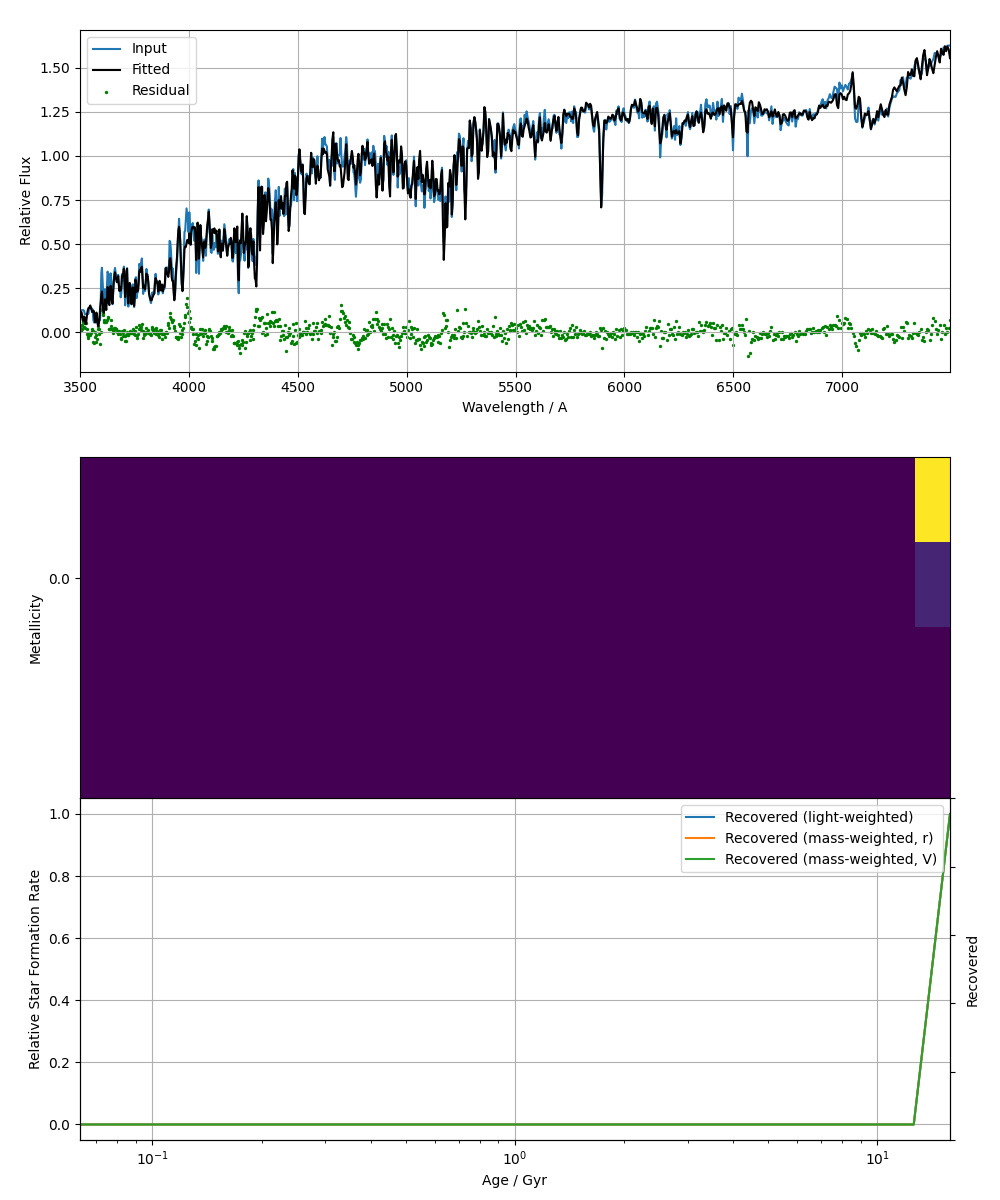 Input
Fitted
Residual
1.50
1.25
1.00
0.75
0.50
0.25
0.00
Relative Flux
3500 4000 4500 5000 5500 6000 6500 7000
Wavelength / A
0.0
Metallicity
Recovered (light-weighted)
Recovered (mass-weighted, r)
Recovered (mass-weighted, V)
1.0
0.8
0.6
0.4
0.2
0.0
Relative Star Formation Rate
Recovered
10⁻¹ 10⁰ 10¹
Age / Gyr